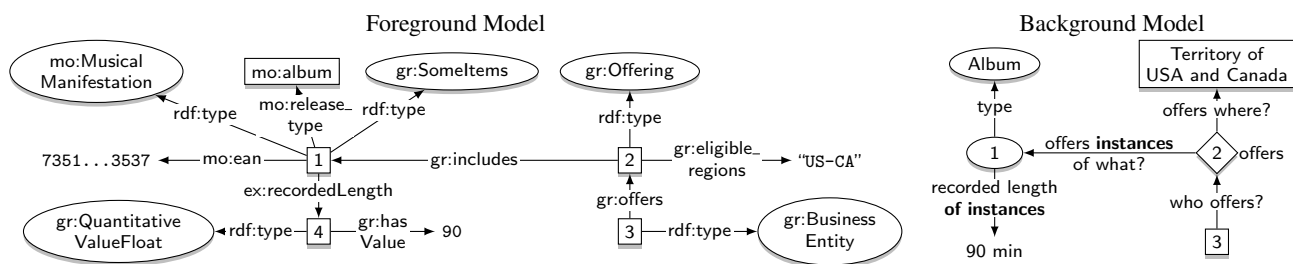 Foreground Model
Background Model
mo:Musical
Manifestation
mo:album
gr:SomeItems
gr:Offering
rdf:type
mo:release_
type
rdf:type
rdf:type
7351...3537
mo:ean
1
gr:includes
2
gr:eligible_
regions
"US-CA"
ex:recordedLength
gr:offers
gr:Quantitative
ValueFloat
rdf:type
4
gr:has
Value
90
3
rdf:type
gr:Business
Entity
Album
Territory of
USA and Canada
type
offers where?
1
offers instances
of what?
2
offers
recorded length
of instances
who offers?
90 min
3